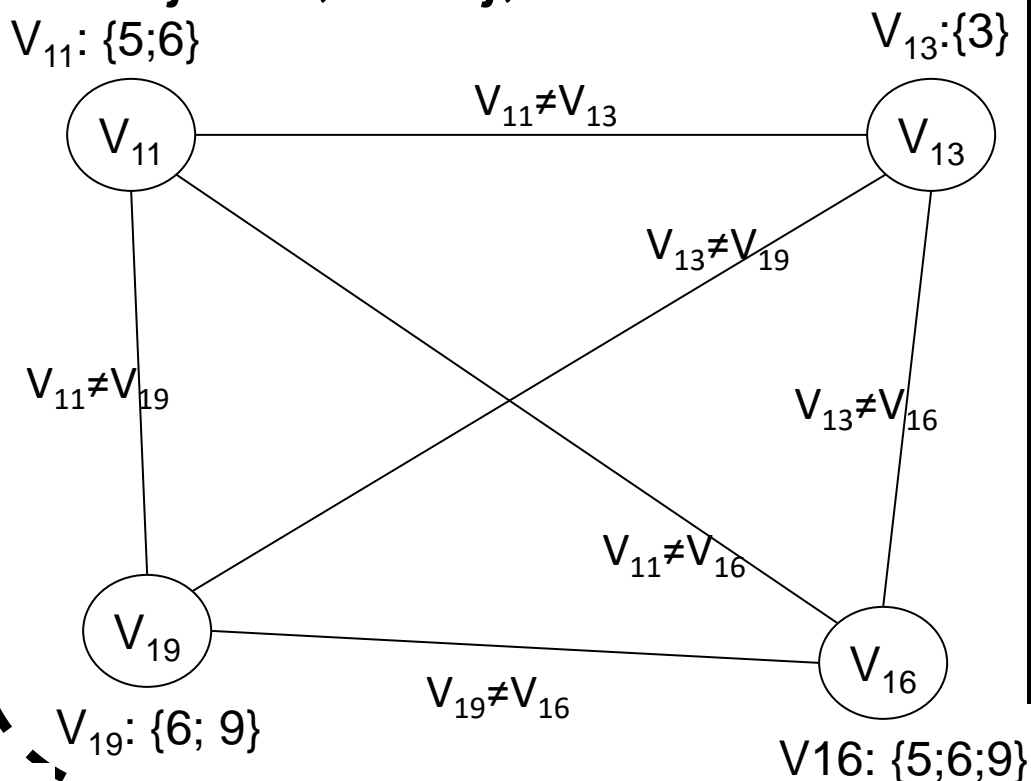 V₁₁: {5;6}
V₁₃:{3}
V₁₁≠V₁₃
V₁₁
V₁₃
V₁₃≠V₁₉
V₁₁≠V₁₉
V₁₃≠V₁₆
V₁₁≠V₁₆
V₁₉
V₁₆
V₁₉≠V₁₆
V₁₉: {6; 9}
V16: {5;6;9}